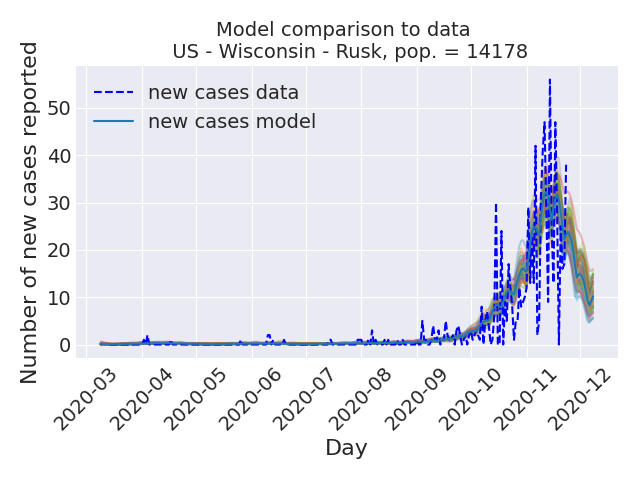 Model comparison to data
US - Wisconsin - Rusk, pop. = 14178
Number of new cases reported
50
40
30
20
10
0
new cases data
new cases model
2020-03
2020-04
2020-05
2020-06
2020-07
2020-08
2020-09
2020-10
2020-11
2020-12
Day